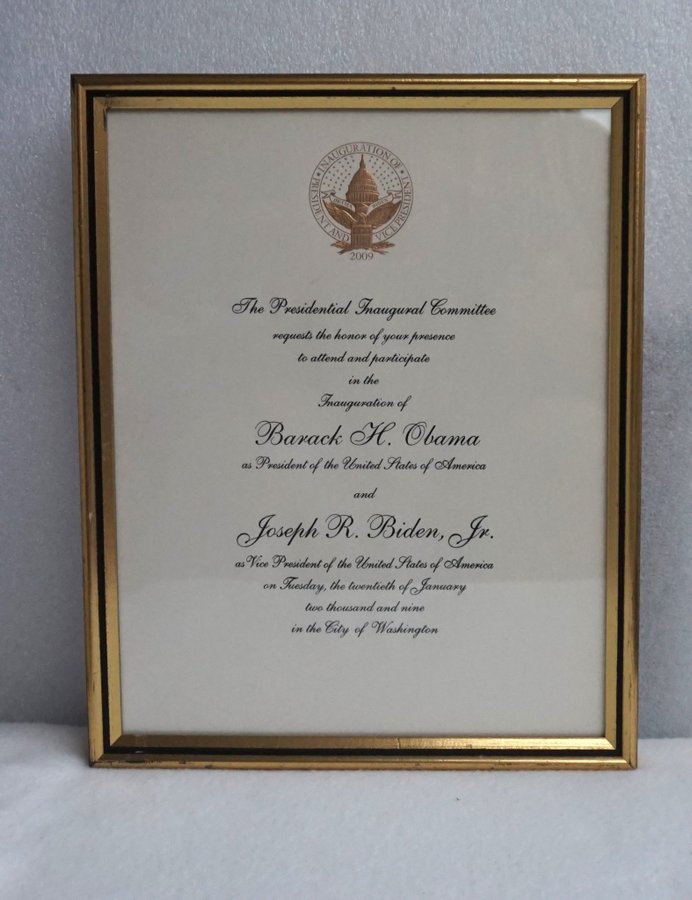 INAUGURATION OF
PRESIDENT AND VICE PRESIDENT
2009
The Presidential Inaugural Committee
requests the honor of your presence
to attend and participate
in the
Inauguration of
Barack H. Obama
as President of the United States of America
and
Joseph R. Biden, Jr.
as Vice President of the United States of America
on Tuesday, the twentieth of January
two thousand and nine
in the City of Washington